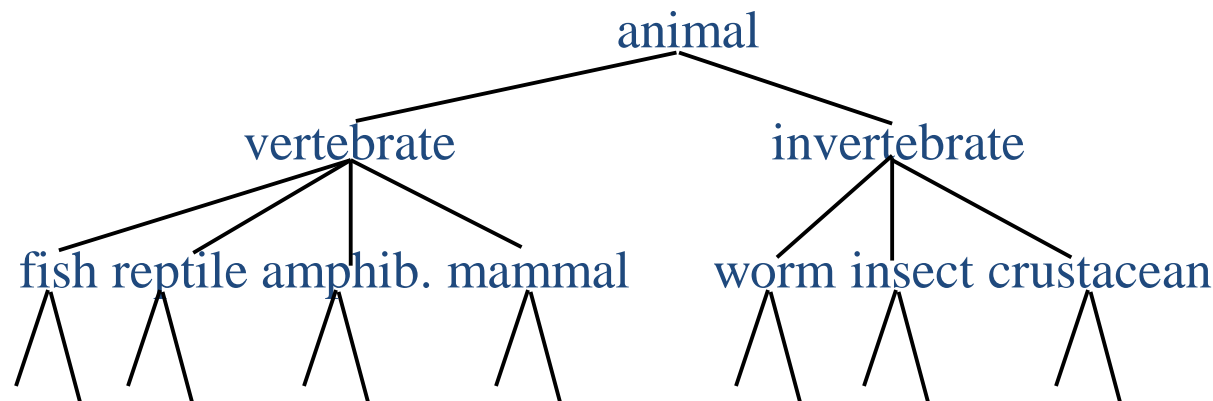 animal
vertebrate invertebrate
fish reptile amphib. mammal worm insect crustacean